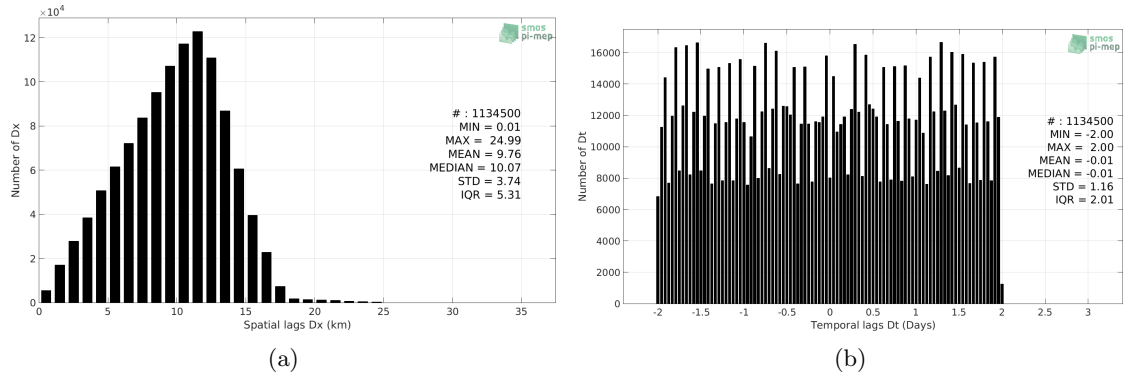 ×10⁴
smos
pi-mep
12
10
8
6
4
2
0
Number of Dx
# : 1134500
MIN = 0.01
MAX = 24.99
MEAN = 9.76
MEDIAN = 10.07
STD = 3.74
IQR = 5.31
0 5 10 15 20 25 30 35
Spatial lags Dx (km)
(a)
smos
pi-mep
16000
14000
12000
10000
8000
6000
4000
2000
0
Number of Dt
# : 1134500
MIN = -2.00
MAX = 2.00
MEAN = -0.01
MEDIAN = -0.01
STD = 1.16
IQR = 2.01
-2 -1.5 -1 -0.5 0 0.5 1 1.5 2 2.5 3
Temporal lags Dt (Days)
(b)